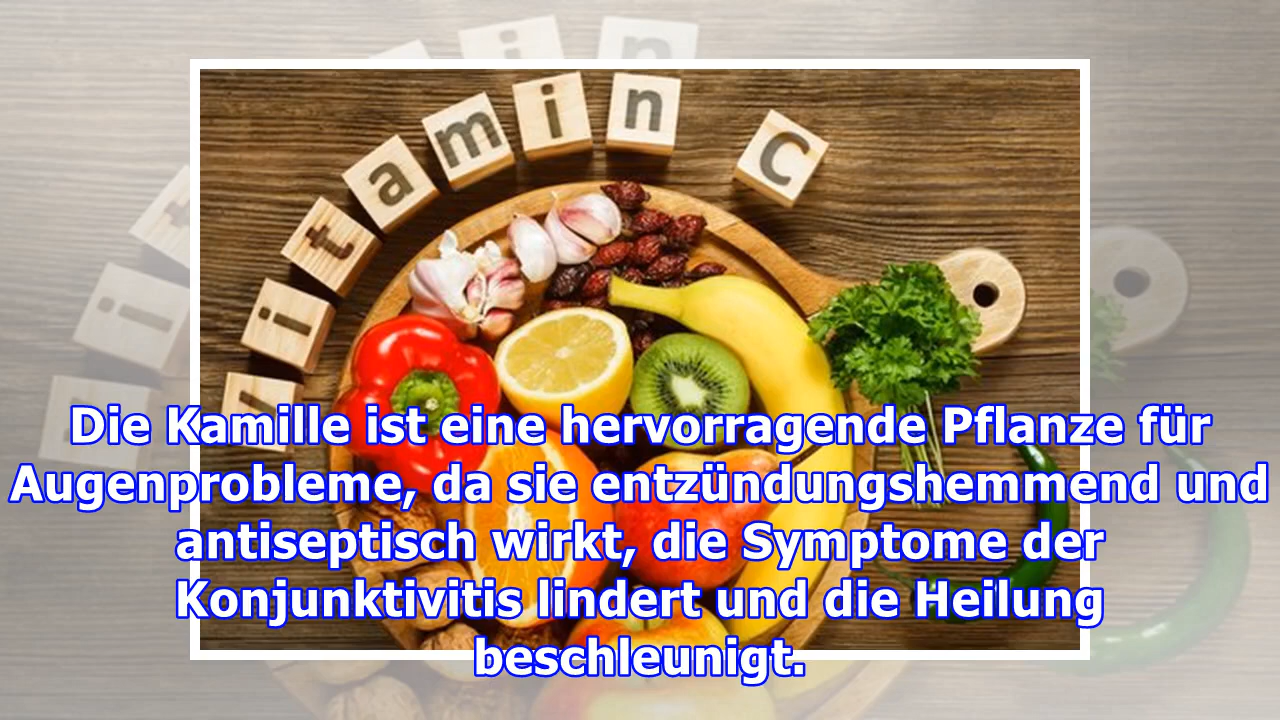 vitamin C
Die Kamille ist eine hervorragende Pflanze für
Augenprobleme, da sie entzündungshemmend und
antiseptisch wirkt, die Symptome der
Konjunktivitis lindert und die Heilung
beschleunigt.